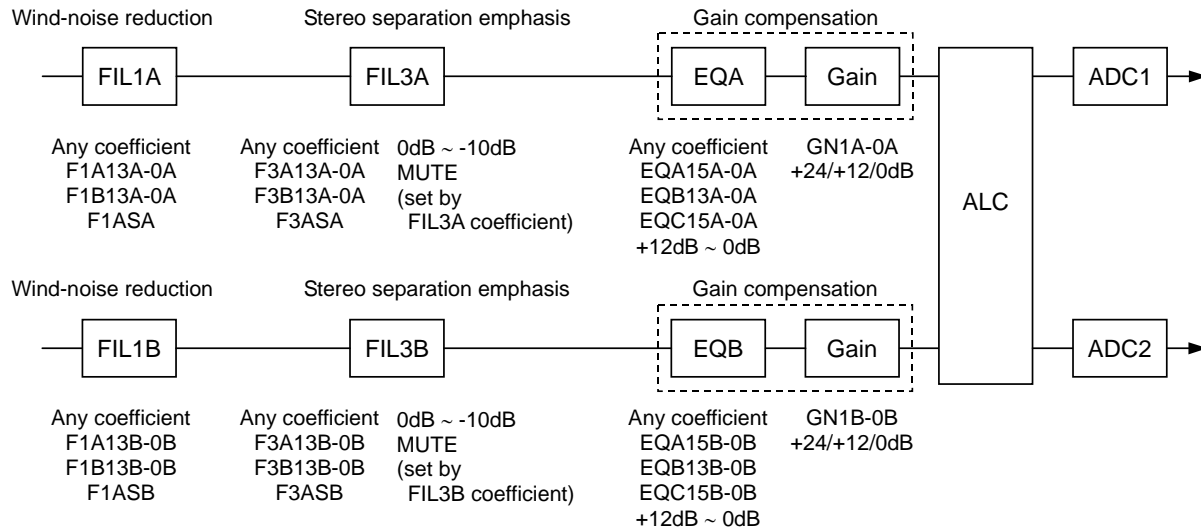 Wind-noise reduction
Stereo separation emphasis
Gain compensation
FIL1A
FIL3A
EQA
Gain
ADC1
Any coefficient
F1A13A-0A
F1B13A-0A
F1ASA
Any coefficient
F3A13A-0A
F3B13A-0A
F3ASA
0dB ~ -10dB
MUTE
(set by
FIL3A coefficient)
Any coefficient
EQA15A-0A
EQB13A-0A
EQC15A-0A
+12dB ~ 0dB
GN1A-0A
+24/+12/0dB
ALC
Wind-noise reduction
Stereo separation emphasis
Gain compensation
FIL1B
FIL3B
EQB
Gain
ADC2
Any coefficient
F1A13B-0B
F1B13B-0B
F1ASB
Any coefficient
F3A13B-0B
F3B13B-0B
F3ASB
0dB ~ -10dB
MUTE
(set by
FIL3B coefficient)
Any coefficient
EQA15B-0B
EQB13B-0B
EQC15B-0B
+12dB ~ 0dB
GN1B-0B
+24/+12/0dB